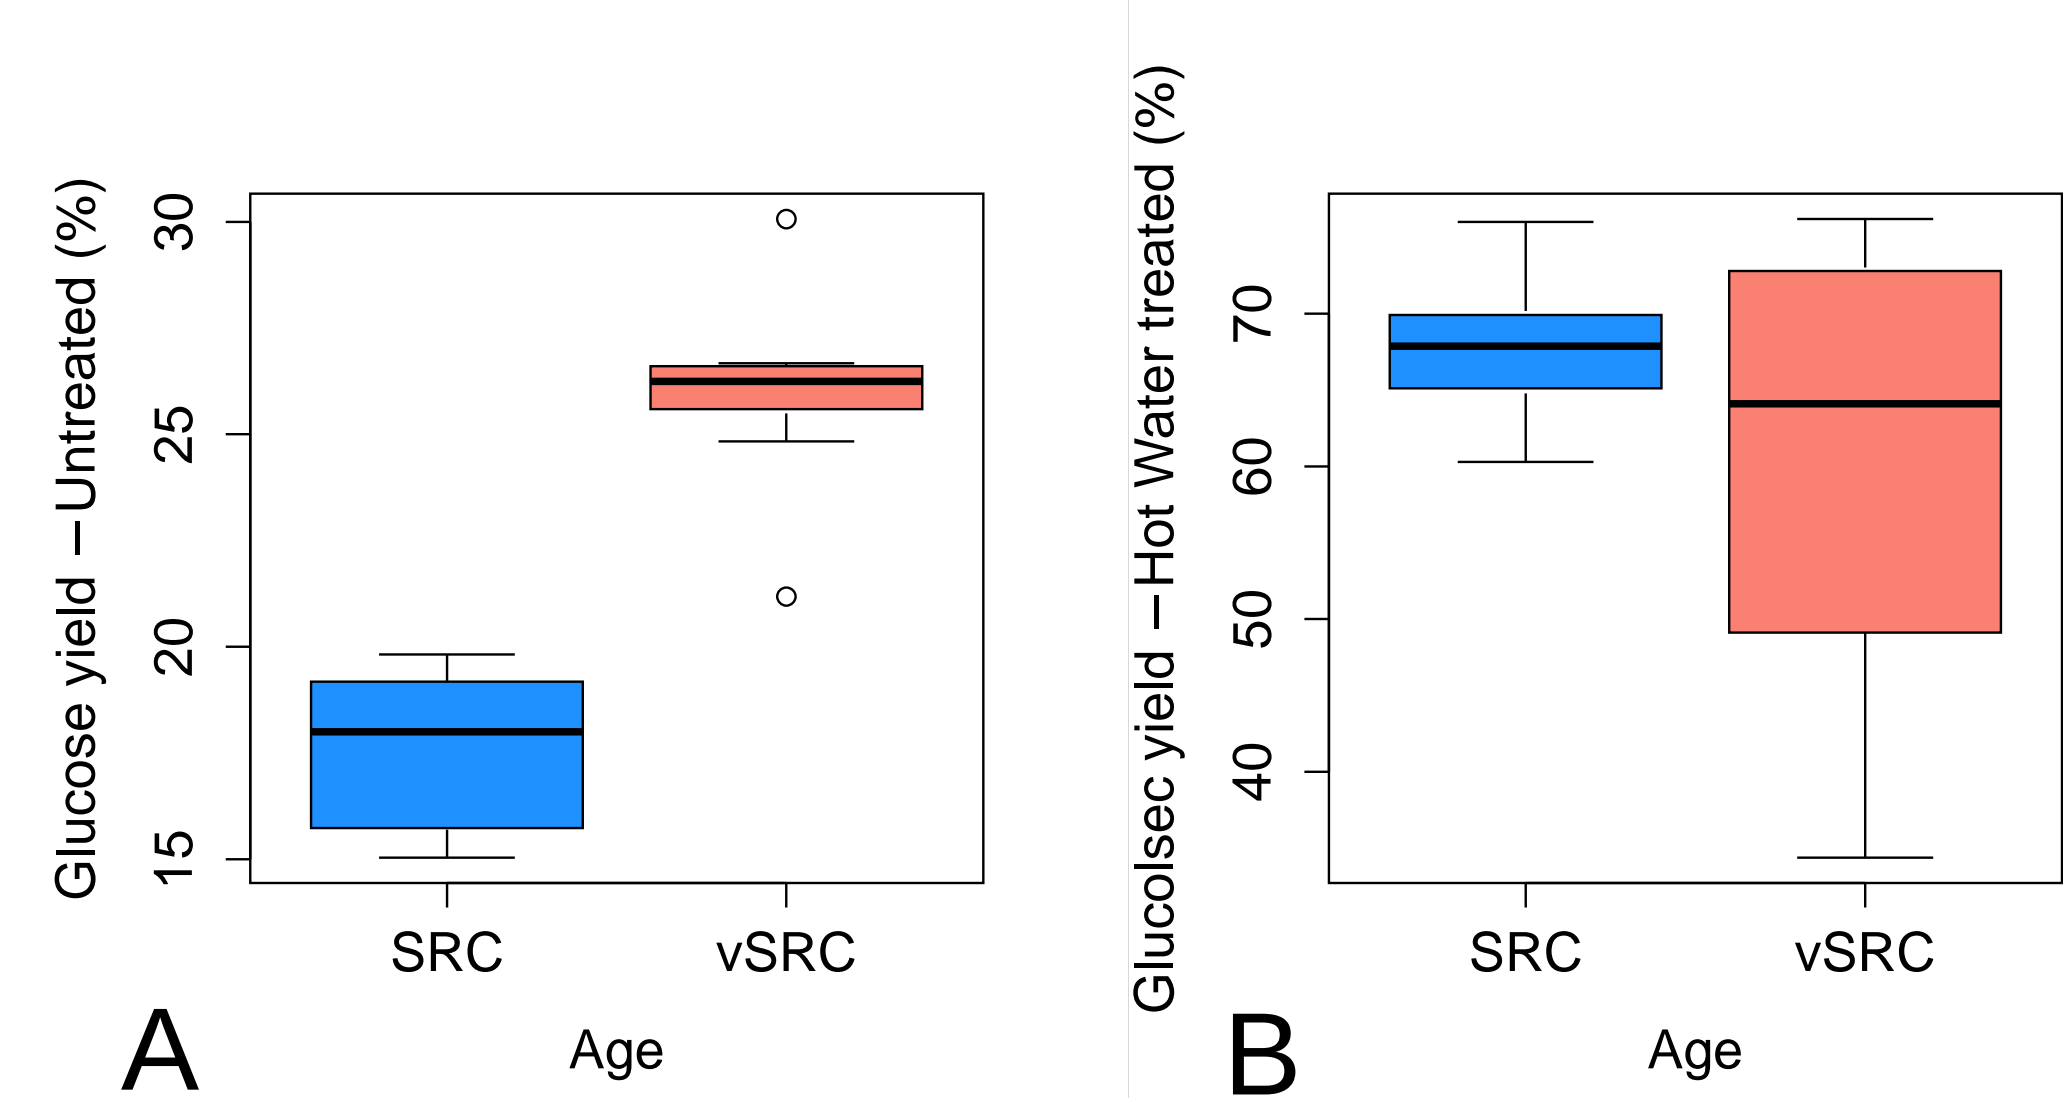 Glucose yield –Untreated (%)
30
25
20
15
SRC
vSRC
Age
A
Glucolsec yield –Hot Water treated (%)
70
60
50
40
SRC
vSRC
Age
B